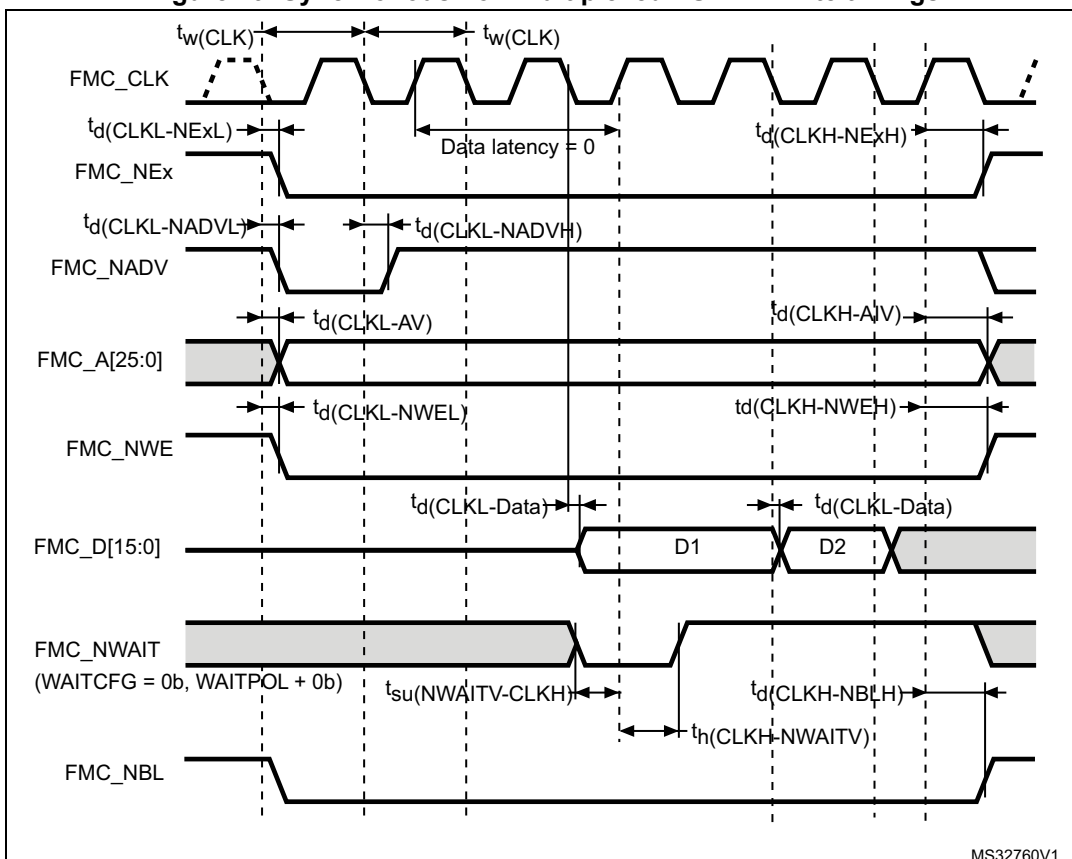 tw(CLK)
tw(CLK)
FMC_CLK
td(CLKL-NExL)
Data latency = 0
td(CLKH-NExH)
FMC_NEx
td(CLKL-NADVL)
td(CLKL-NADVH)
FMC_NADV
td(CLKL-AV)
td(CLKH-AIV)
FMC_A[25:0]
td(CLKL-NWEL)
td(CLKH-NWEH)
FMC_NWE
td(CLKL-Data)
td(CLKL-Data)
FMC_D[15:0]
D1
D2
FMC_NWAIT
(WAITCFG = 0b, WAITPOL + 0b)
tsu(NWAITV-CLKH)
td(CLKH-NBLH)
th(CLKH-NWAITV)
FMC_NBL
MS32760V1